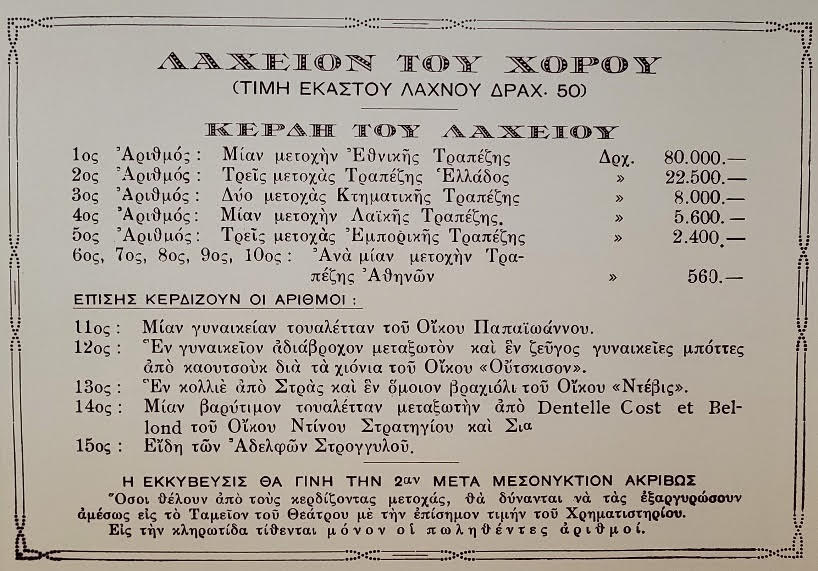 ΛΑΧΕΙΟΝ ΤΟΥ ΧΟΡΟΥ
(ΤΙΜΗ ΕΚΑΣΤΟΥ ΛΑΧΝΟΥ ΔΡΑΧ. 50)
ΚΕΡΔΗ ΤΟΥ ΛΑΧΕΙΟΥ
1ος Ἀριθμός : Μίαν μετοχὴν Ἐθνικῆς Τραπέζης Δρχ. 80.000.—
2ος Ἀριθμός : Τρεῖς μετοχὰς Τραπέζης Ἑλλάδος » 22.500.—
3ος Ἀριθμός : Δύο μετοχὰς Κτηματικῆς Τραπέζης » 8.000.—
4ος Ἀριθμός : Μίαν μετοχὴν Λαϊκῆς Τραπέζης. » 5.600. —
5ος Ἀριθμός : Τρεῖς μετοχὰς Ἐμπορικῆς Τραπέζης » 2.400.—
6ος, 7ος, 8ος, 9ος, 10ος : Ἀνὰ μίαν μετοχὴν Τρα-
πέζης Ἀθηνῶν » 560.—
ΕΠΙΣΗΣ ΚΕΡΔΙΖΟΥΝ ΟΙ ΑΡΙΘΜΟΙ :
11ος : Μίαν γυναικείαν τουαλέτταν τοῦ Οἴκου Παπαϊωάννου.
12ος : Ἓν γυναικεῖον ἀδιάβροχον μεταξωτὸν καὶ ἓν ζεῦγος γυναικεῖες μπόττες
ἀπὸ καουτσοὺκ διὰ τὰ χιόνια τοῦ Οἴκου «Οὔτσκισον».
13ος : Ἓν κολλιὲ ἀπὸ Στρὰς καὶ ἓν ὅμοιον βραχιόλι τοῦ Οἴκου «Ντέβις».
14ος : Μίαν βαρύτιμον τουαλέτταν μεταξωτὴν ἀπὸ Dentelle Cost et Bel-
lond τοῦ Οἴκου Ντίνου Στρατηγίου καὶ Σια
15ος : Εἴδη τῶν Ἀδελφῶν Στρογγυλοῦ.
Η ΕΚΚΥΒΕΥΣΙΣ ΘΑ ΓΙΝΗ ΤΗΝ 2αν ΜΕΤΑ ΜΕΣΟΝΥΚΤΙΟΝ ΑΚΡΙΒΩΣ
Ὅσοι θέλουν ἀπὸ τοὺς κερδίζοντας μετοχάς, θὰ δύνανται νὰ τὰς ἐξαργυρώσουν
ἀμέσως εἰς τὸ Ταμεῖον τοῦ Θεάτρου μὲ τὴν ἐπίσημον τιμήν τοῦ Χρηματιστηρίου.
Εἰς τὴν κληρωτίδα τίθενται μόνον οἱ πωληθέντες ἀριθμοί.